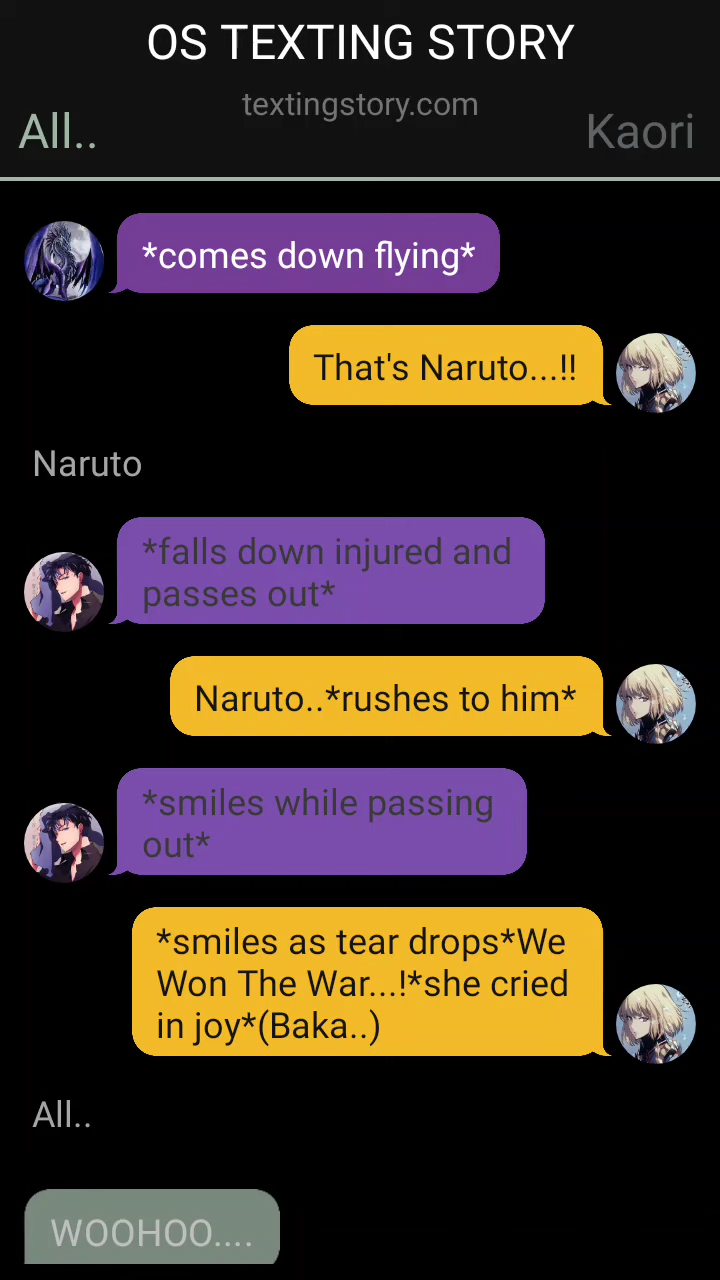 OS TEXTING STORY
textingstory.com
All..
Kaori
*comes down flying*
That's Naruto...!!
Naruto
*falls down injured and
passes out*
Naruto..*rushes to him*
*smiles while passing
out*
*smiles as tear drops*We
Won The War...!*she cried
in joy*(Baka..)
All..
WOOHOO....